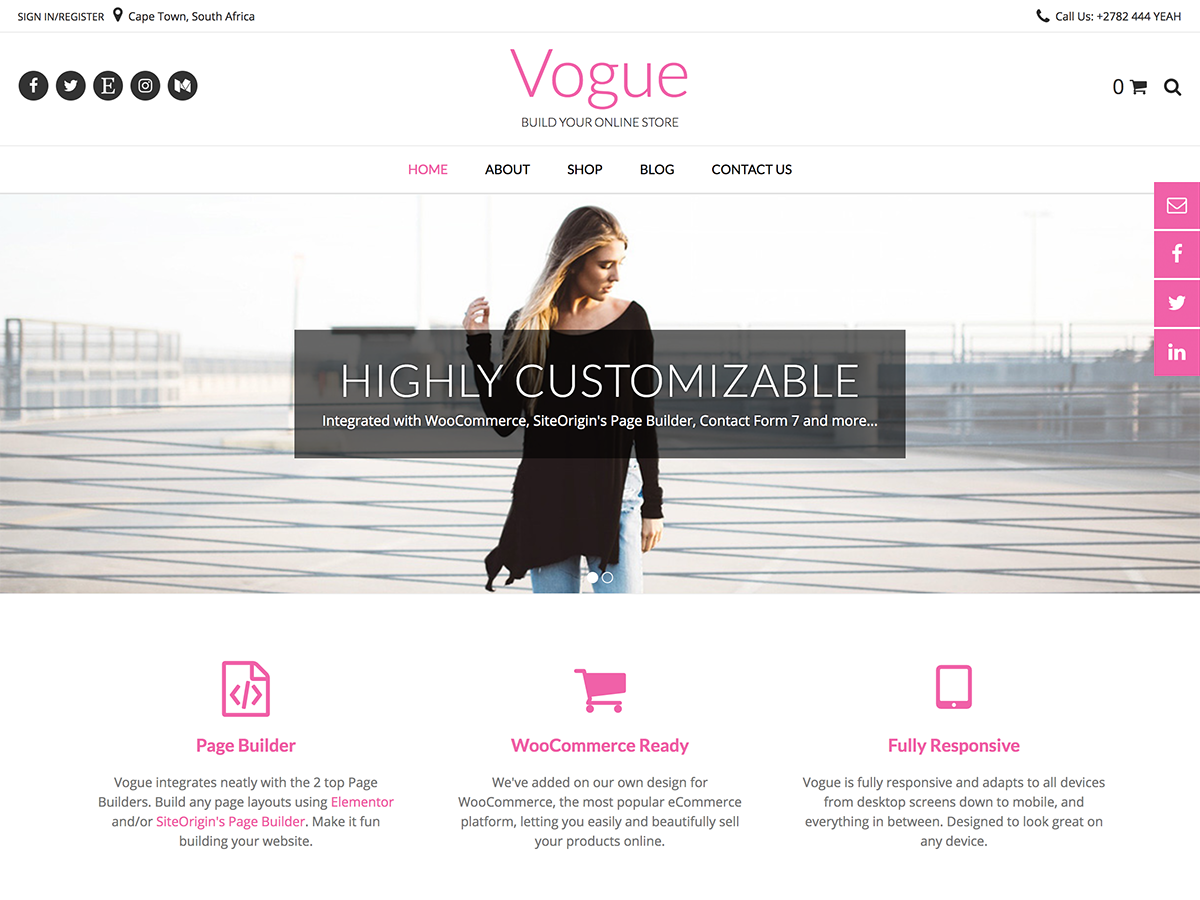 SIGN IN/REGISTER Cape Town, South Africa
Call Us: +2782 444 YEAH
Vogue
BUILD YOUR ONLINE STORE
0
HOME ABOUT SHOP BLOG CONTACT US
HIGHLY CUSTOMIZABLE
Integrated with WooCommerce, SiteOrigin's Page Builder, Contact Form 7 and more...
Page Builder
Vogue integrates neatly with the 2 top Page
Builders. Build any page layouts using Elementor
and/or SiteOrigin's Page Builder. Make it fun
building your website.
WooCommerce Ready
We've added on our own design for
WooCommerce, the most popular eCommerce
platform, letting you easily and beautifully sell
your products online.
Fully Responsive
Vogue is fully responsive and adapts to all devices
from desktop screens down to mobile, and
everything in between. Designed to look great on
any device.